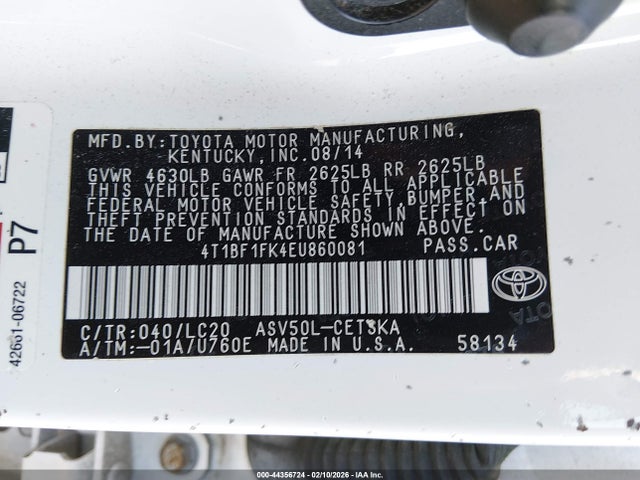 MFD.BY:TOYOTA MOTOR MANUFACTURING,
KENTUCKY,INC.08/14
GVWR 4630LB GAWR FR 2625LB RR 2625LB
THIS VEHICLE CONFORMS TO ALL APPLICABLE
FEDERAL MOTOR VEHICLE SAFETY,BUMPER,AND
THEFT PREVENTION STANDARDS IN EFFECT ON
THE DATE OF MANUFACTURE SHOWN ABOVE.
4T1BF1FK4EU860081 PASS.CAR
C/TR:040/LC20 ASV50L-CETSKA
A/TM:-01A/U760E MADE IN U.S.A. 58134
P7
42661-06722
TOYOTA
000-44356724 | 02/10/2026 - IAA Inc.